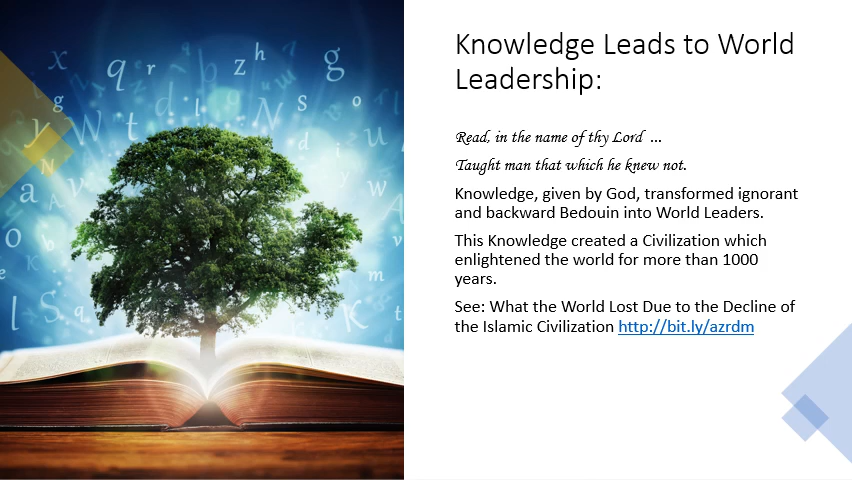 Knowledge Leads to World
Leadership:
Read, in the name of thy Lord ...
Taught man that which he knew not.
Knowledge, given by God, transformed ignorant
and backward Bedouin into World Leaders.
This Knowledge created a Civilization which
enlightened the world for more than 1000
years.
See: What the World Lost Due to the Decline of
the Islamic Civilization http://bit.ly/azrdm